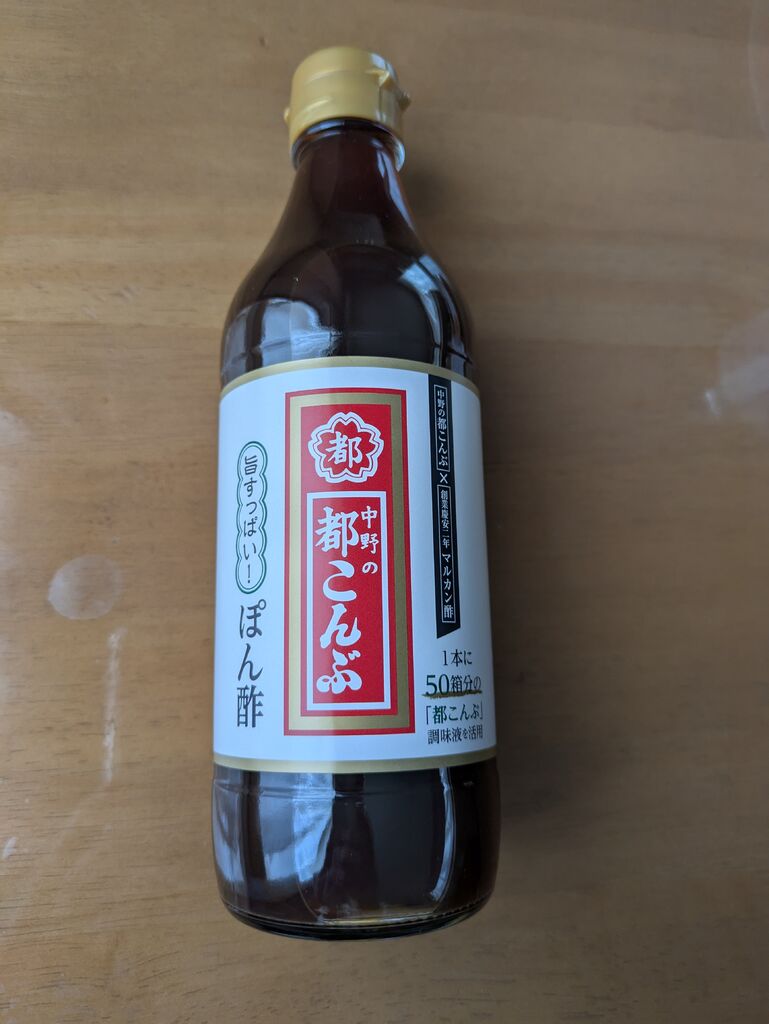 中野の都こんぶ×創業慶安二年 マルカン酢
都
中野の
都こんぶ
旨すっぱい!
ぽん酢
1本に
50箱分の
「都こんぶ」
調味液を活用